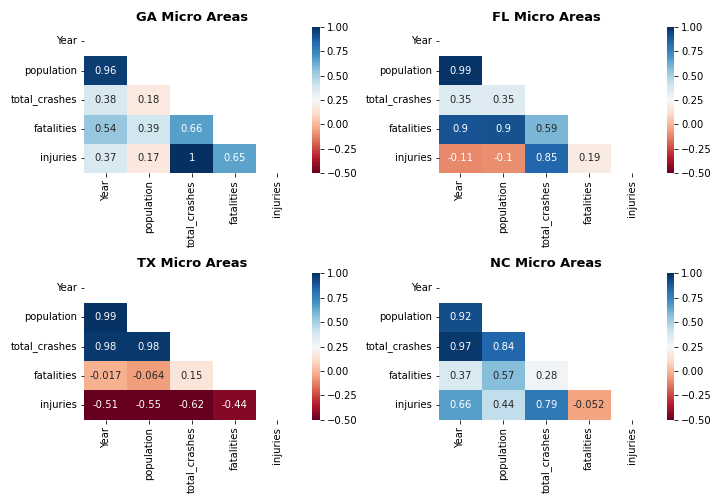 GA Micro Areas
Year
population 0.96
total_crashes 0.38 0.18
fatalities 0.54 0.39 0.66
injuries 0.37 0.17 1 0.65
Year population total_crashes fatalities injuries
1.00
0.75
0.50
0.25
0.00
−0.25
−0.50
FL Micro Areas
Year
population 0.99
total_crashes 0.35 0.35
fatalities 0.9 0.9 0.59
injuries -0.11 -0.1 0.85 0.19
Year population total_crashes fatalities injuries
1.00
0.75
0.50
0.25
0.00
−0.25
−0.50
TX Micro Areas
Year
population 0.99
total_crashes 0.98 0.98
fatalities -0.017 -0.064 0.15
injuries -0.51 -0.55 -0.62 -0.44
Year population total_crashes fatalities injuries
1.00
0.75
0.50
0.25
0.00
−0.25
−0.50
NC Micro Areas
Year
population 0.92
total_crashes 0.97 0.84
fatalities 0.37 0.57 0.28
injuries 0.66 0.44 0.79 -0.052
Year population total_crashes fatalities injuries
1.00
0.75
0.50
0.25
0.00
−0.25
−0.50